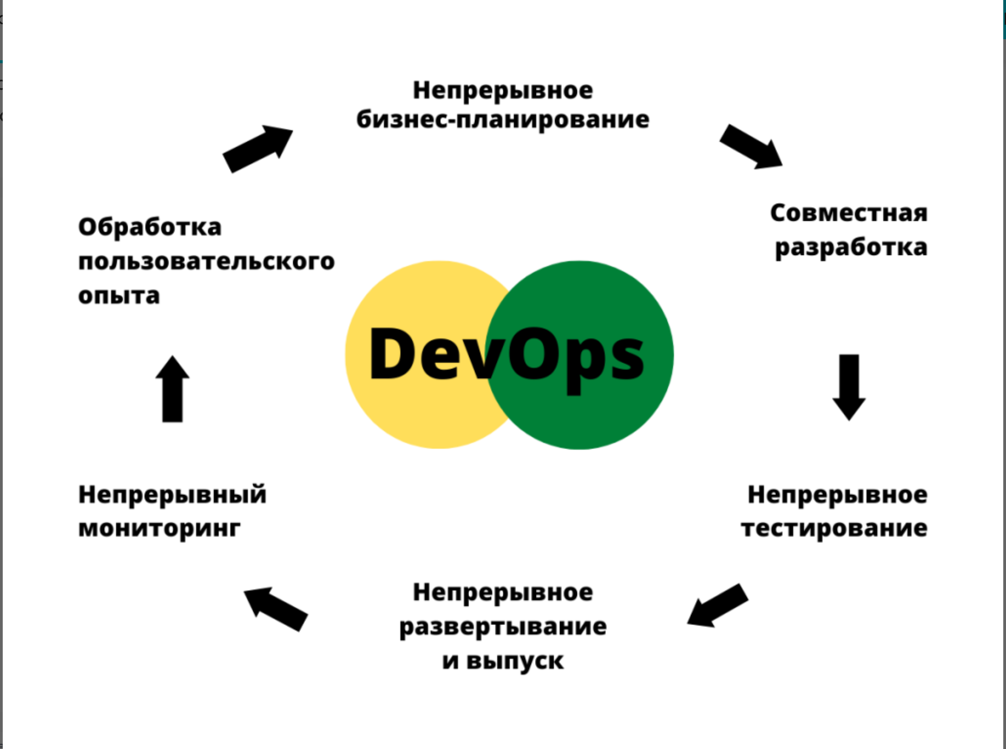 Непрерывное
бизнес-планирование
Совместная
разработка
Обработка
пользовательского
опыта
DevOps
Непрерывный
мониторинг
Непрерывное
тестирование
Непрерывное
развертывание
и выпуск